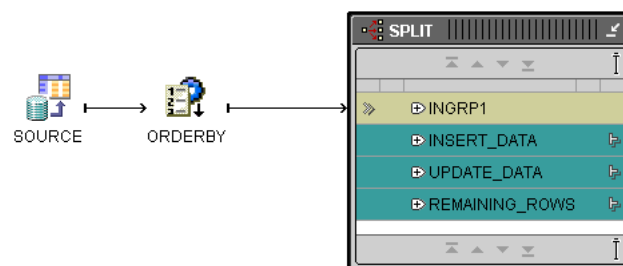 SPLIT
INGRP1
SOURCE
ORDERBY
INSERT_DATA
UPDATE_DATA
REMAINING_ROWS